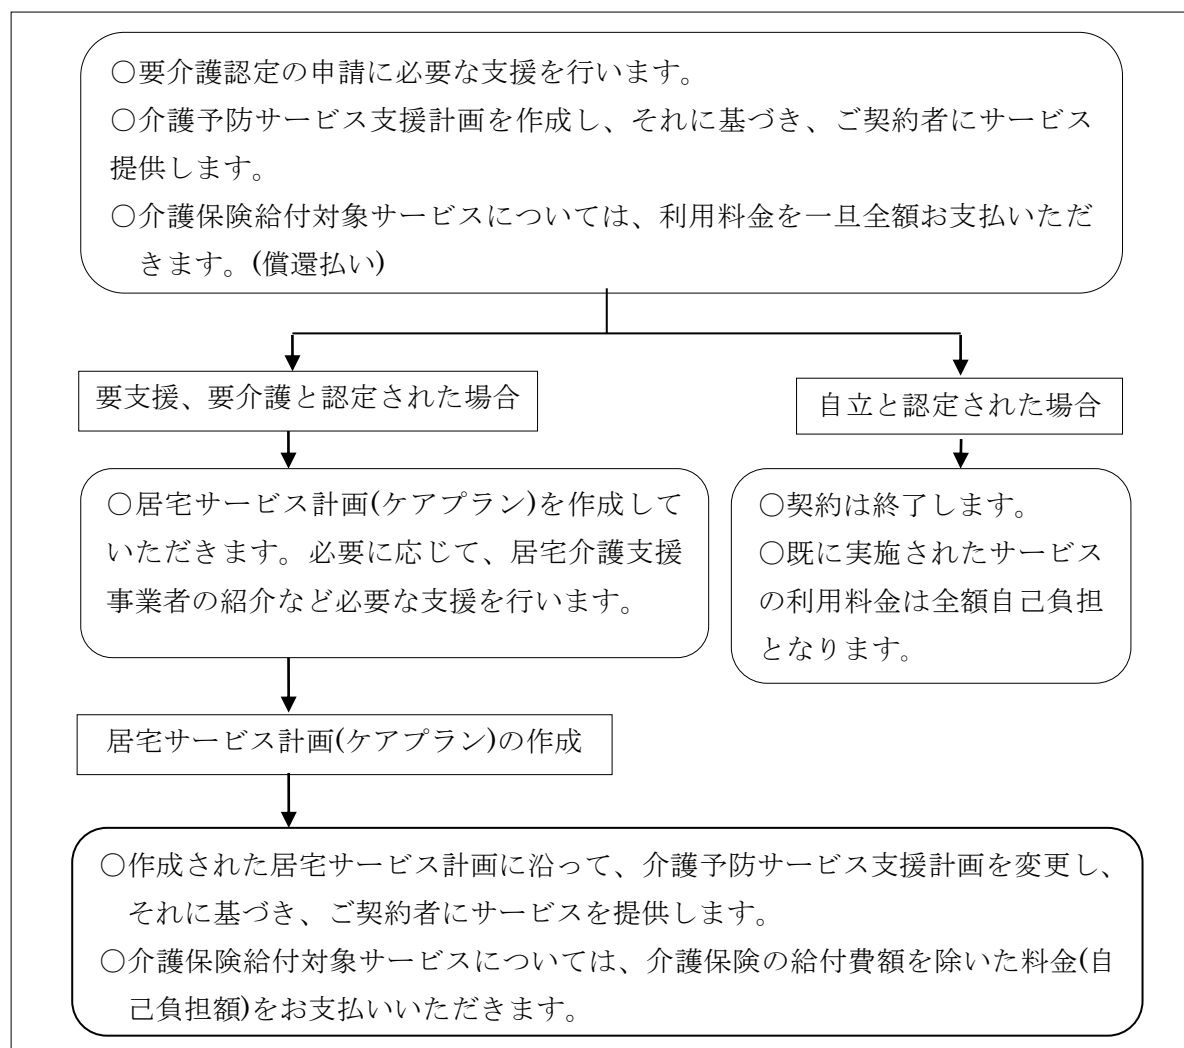 ○要介護認定の申請に必要な支援を行います。
○介護予防サービス支援計画を作成し、それに基づき、ご契約者にサービス
提供します。
○介護保険給付対象サービスについては、利用料金を一旦全額お支払いただ
きます。(償還払い)
要支援、要介護と認定された場合
自立と認定された場合
○居宅サービス計画(ケアプラン)を作成して
いただきます。必要に応じて、居宅介護支援
事業者の紹介など必要な支援を行います。
○契約は終了します。
○既に実施されたサービス
の利用料金は全額自己負担
となります。
居宅サービス計画(ケアプラン)の作成
○作成された居宅サービス計画に沿って、介護予防サービス支援計画を変更し、
それに基づき、ご契約者にサービスを提供します。
○介護保険給付対象サービスについては、介護保険の給付費額を除いた料金(自
己負担額)をお支払いいただきます。